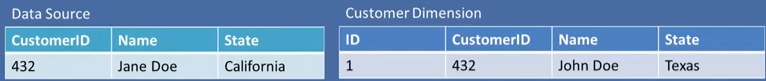 Data Source
CustomerID Name State
432 Jane Doe California
Customer Dimension
ID CustomerID Name State
1 432 John Doe Texas